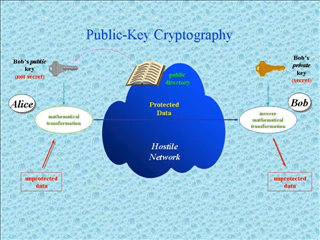 Public-Key Cryptography
Bob's public
key
(not secret)
Bob's
private
key
(secret)
public
directory
Alice
Bob
Protected
Data
mathematical
transformation
inverse
mathematical
transformation
Hostile
Network
unprotected
data
unprotected
data